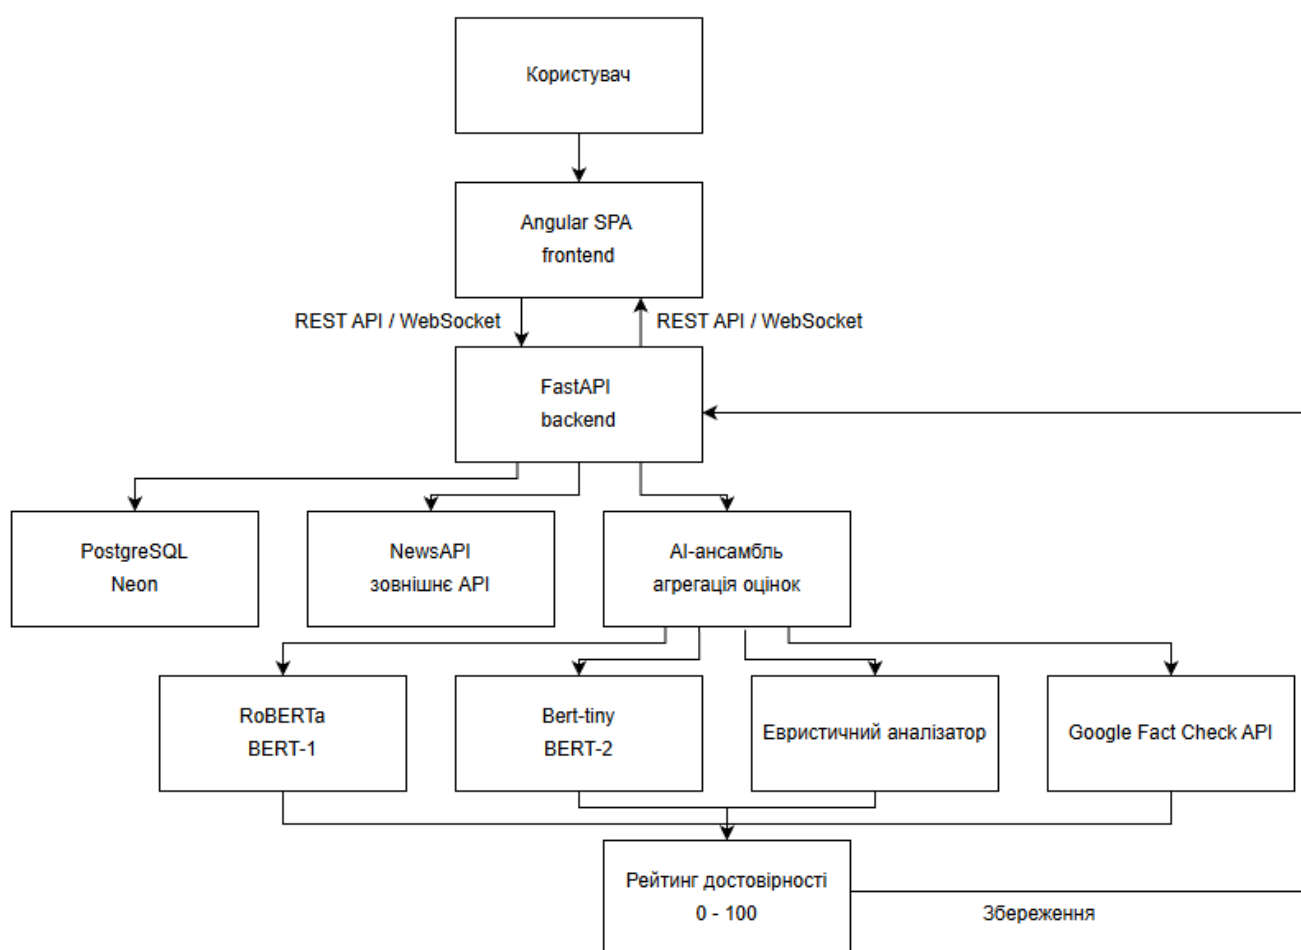 Користувач
Angular SPA
frontend
REST API / WebSocket
REST API / WebSocket
FastAPI
backend
PostgreSQL
Neon
NewsAPI
зовнішнє API
AI-ансамбль
агрегація оцінок
RoBERTa
BERT-1
Bert-tiny
BERT-2
Евристичний аналізатор
Google Fact Check API
Рейтинг достовірності
0 - 100
Збереження